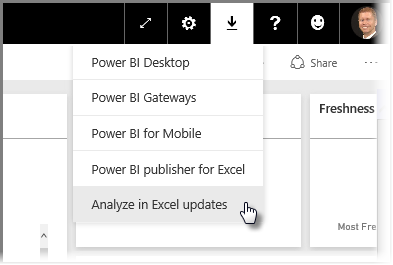 ?
Power BI Desktop
Share
...
Power BI Gateways
Freshness
Power BI for Mobile
Power BI publisher for Excel
Analyze in Excel updates
Most Fre